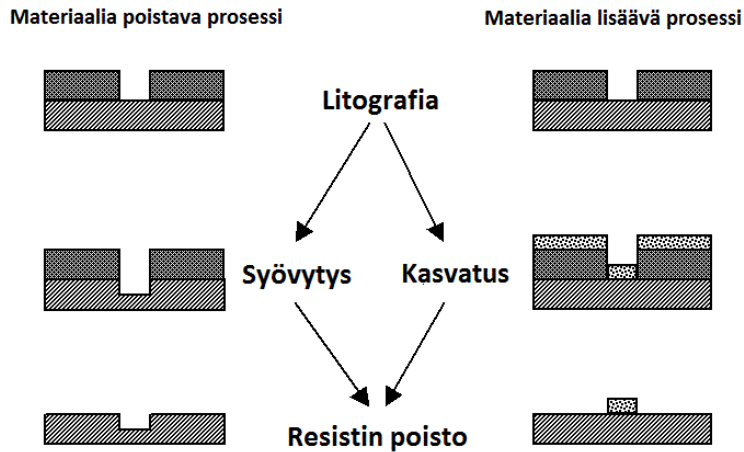 Materiaalia poistava prosessi
Materiaalia lisäävä prosessi
Litografia
Syövytys
Kasvatus
Resistin poisto